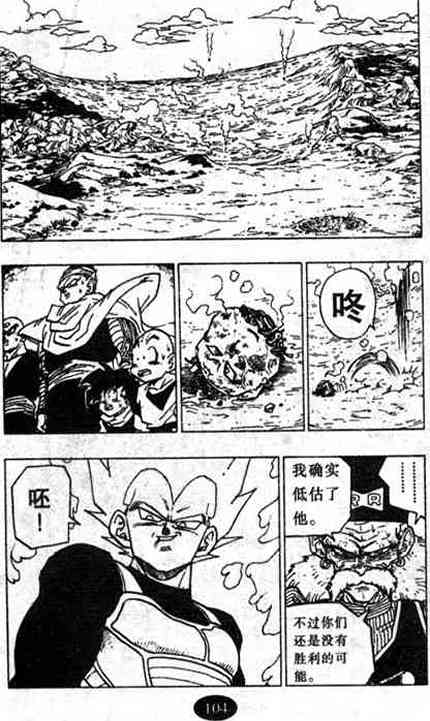 咚
……
我确实
低估了
他。
不过你们
还是没有
胜利的可
能。
呸
！
104